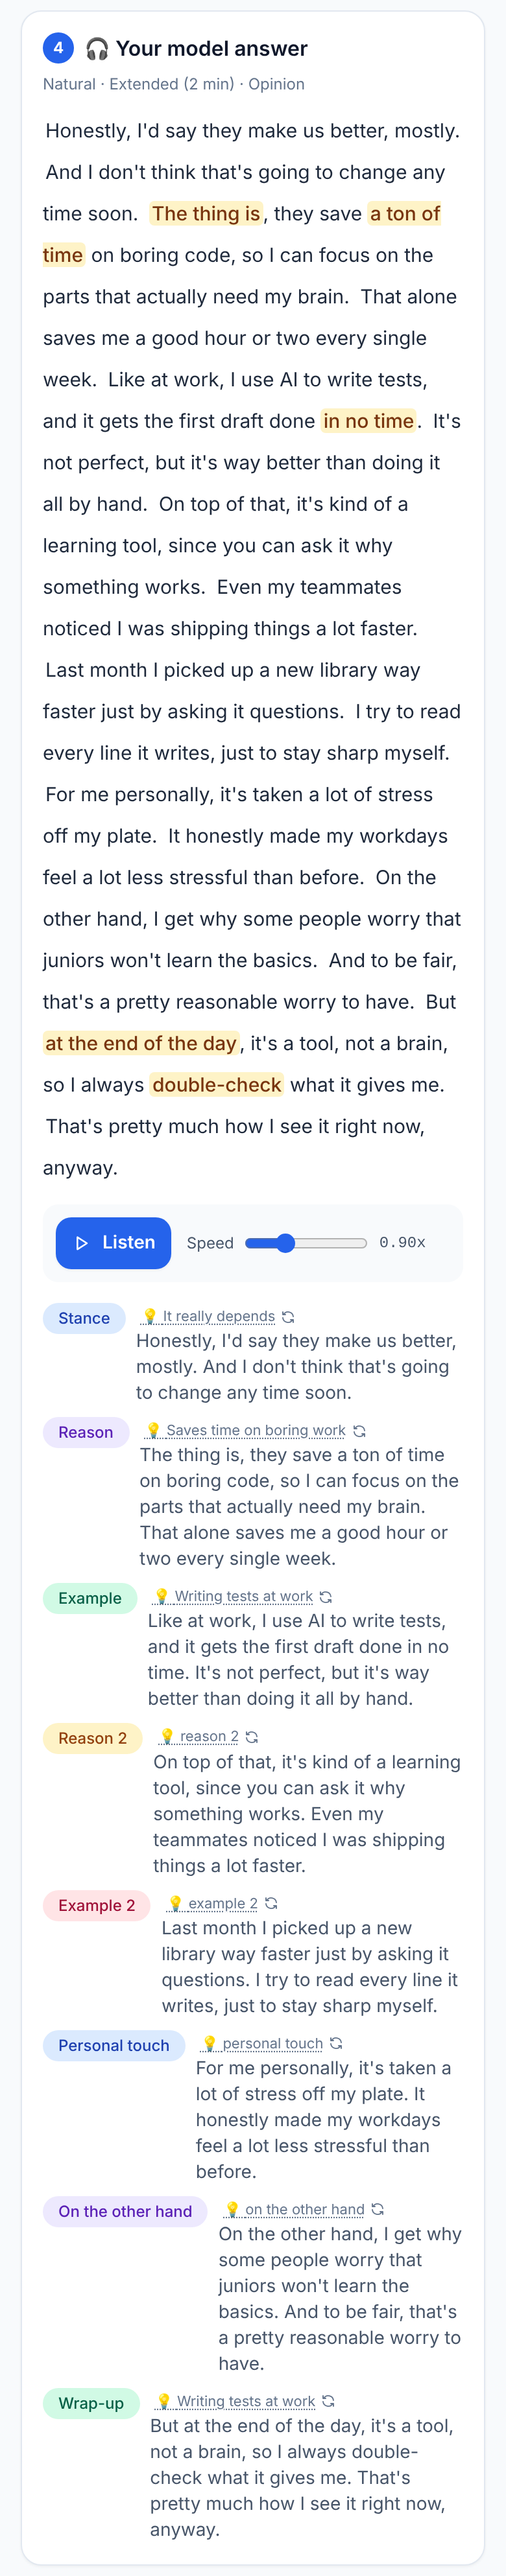 4 🎧 Your model answer
Natural · Extended (2 min) · Opinion
Honestly, I'd say they make us better, mostly.
And I don't think that's going to change any
time soon. The thing is, they save a ton of
time on boring code, so I can focus on the
parts that actually need my brain. That alone
saves me a good hour or two every single
week. Like at work, I use AI to write tests,
and it gets the first draft done in no time. It's
not perfect, but it's way better than doing it
all by hand. On top of that, it's kind of a
learning tool, since you can ask it why
something works. Even my teammates
noticed I was shipping things a lot faster.
Last month I picked up a new library way
faster just by asking it questions. I try to read
every line it writes, just to stay sharp myself.
For me personally, it's taken a lot of stress
off my plate. It honestly made my workdays
feel a lot less stressful than before. On the
other hand, I get why some people worry that
juniors won't learn the basics. And to be fair,
that's a pretty reasonable worry to have. But
at the end of the day, it's a tool, not a brain,
so I always double-check what it gives me.
That's pretty much how I see it right now,
anyway.
Listen Speed 0.90x
Stance 💡 It really depends
Honestly, I'd say they make us better,
mostly. And I don't think that's going
to change any time soon.
Reason 💡 Saves time on boring work
The thing is, they save a ton of time
on boring code, so I can focus on the
parts that actually need my brain.
That alone saves me a good hour or
two every single week.
Example 💡 Writing tests at work
Like at work, I use AI to write tests,
and it gets the first draft done in no
time. It's not perfect, but it's way
better than doing it all by hand.
Reason 2 💡 reason 2
On top of that, it's kind of a learning
tool, since you can ask it why
something works. Even my
teammates noticed I was shipping
things a lot faster.
Example 2 💡 example 2
Last month I picked up a new
library way faster just by asking it
questions. I try to read every line it
writes, just to stay sharp myself.
Personal touch 💡 personal touch
For me personally, it's taken a
lot of stress off my plate. It
honestly made my workdays
feel a lot less stressful than
before.
On the other hand 💡 on the other hand
On the other hand, I get why
some people worry that
juniors won't learn the
basics. And to be fair, that's
a pretty reasonable worry to
have.
Wrap-up 💡 Writing tests at work
But at the end of the day, it's a tool,
not a brain, so I always double-
check what it gives me. That's
pretty much how I see it right now,
anyway.